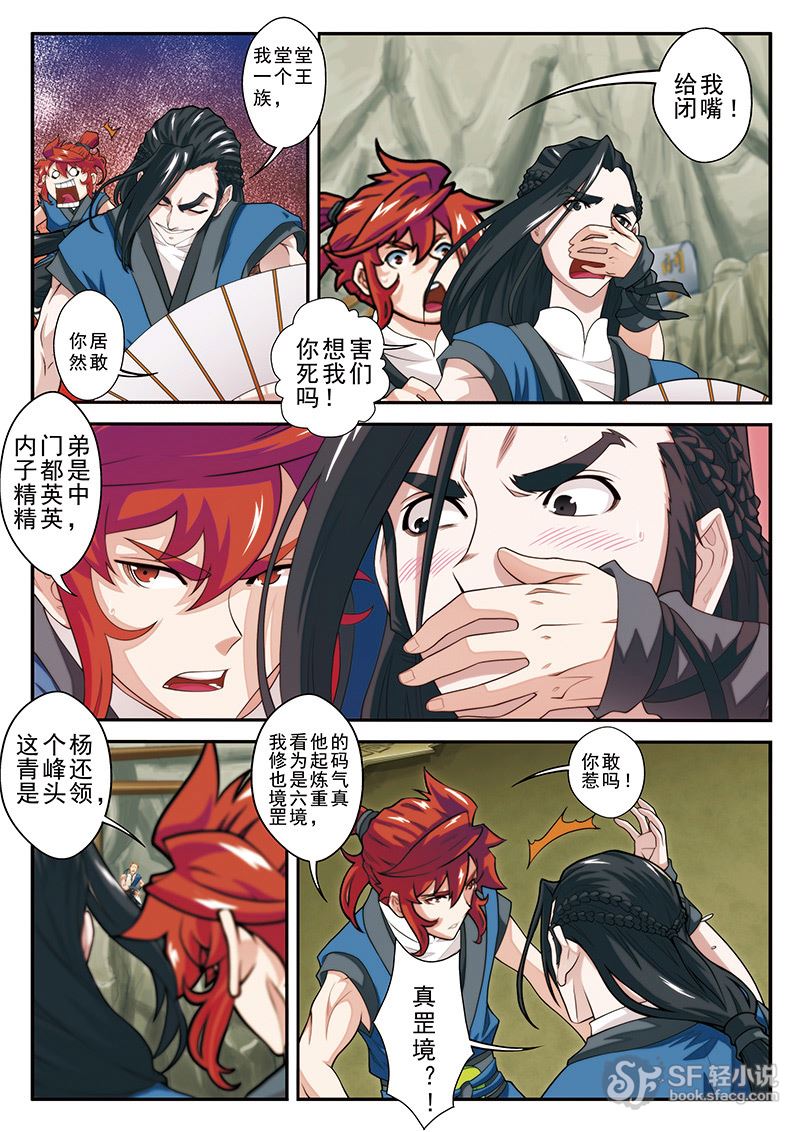 我堂堂
一个王
族，
给我
闭嘴！
你居
然敢
你想害
死我们
吗！
内门弟
子都是
精英中
精英，
这个杨
青峰还
是头领，
我看他的
修为起码
也是炼气
境六重真
罡境，
你敢
惹吗！
真罡境？！
SF 轻小说
book.sfacg.com